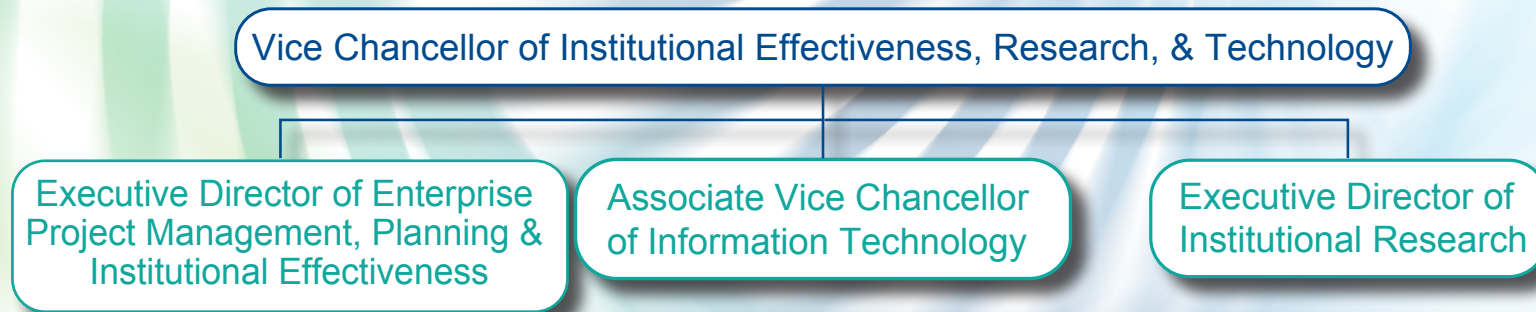 Vice Chancellor of Institutional Effectiveness, Research, & Technology
Executive Director of Enterprise
Project Management, Planning &
Institutional Effectiveness
Associate Vice Chancellor
of Information Technology
Executive Director of
Institutional Research